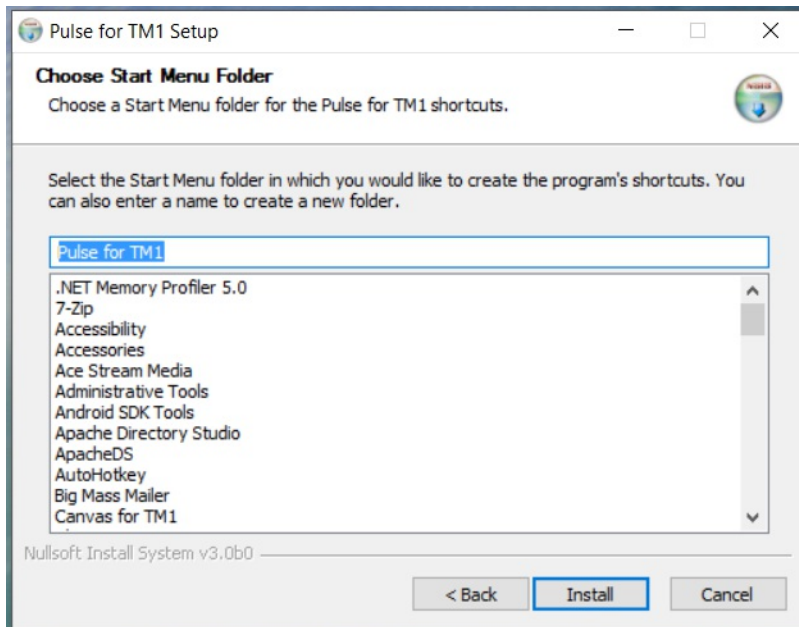 Pulse for TM1 Setup
Choose Start Menu Folder
Choose a Start Menu folder for the Pulse for TM1 shortcuts.
Select the Start Menu folder in which you would like to create the program's shortcuts. You
can also enter a name to create a new folder.
Pulse for TM1
.NET Memory Profiler 5.0
7-Zip
Accessibility
Accessories
Ace Stream Media
Administrative Tools
Android SDK Tools
Apache Directory Studio
ApacheDS
AutoHotkey
Big Mass Mailer
Canvas for TM1
Nullsoft Install System v3.0b0
< Back
Install
Cancel